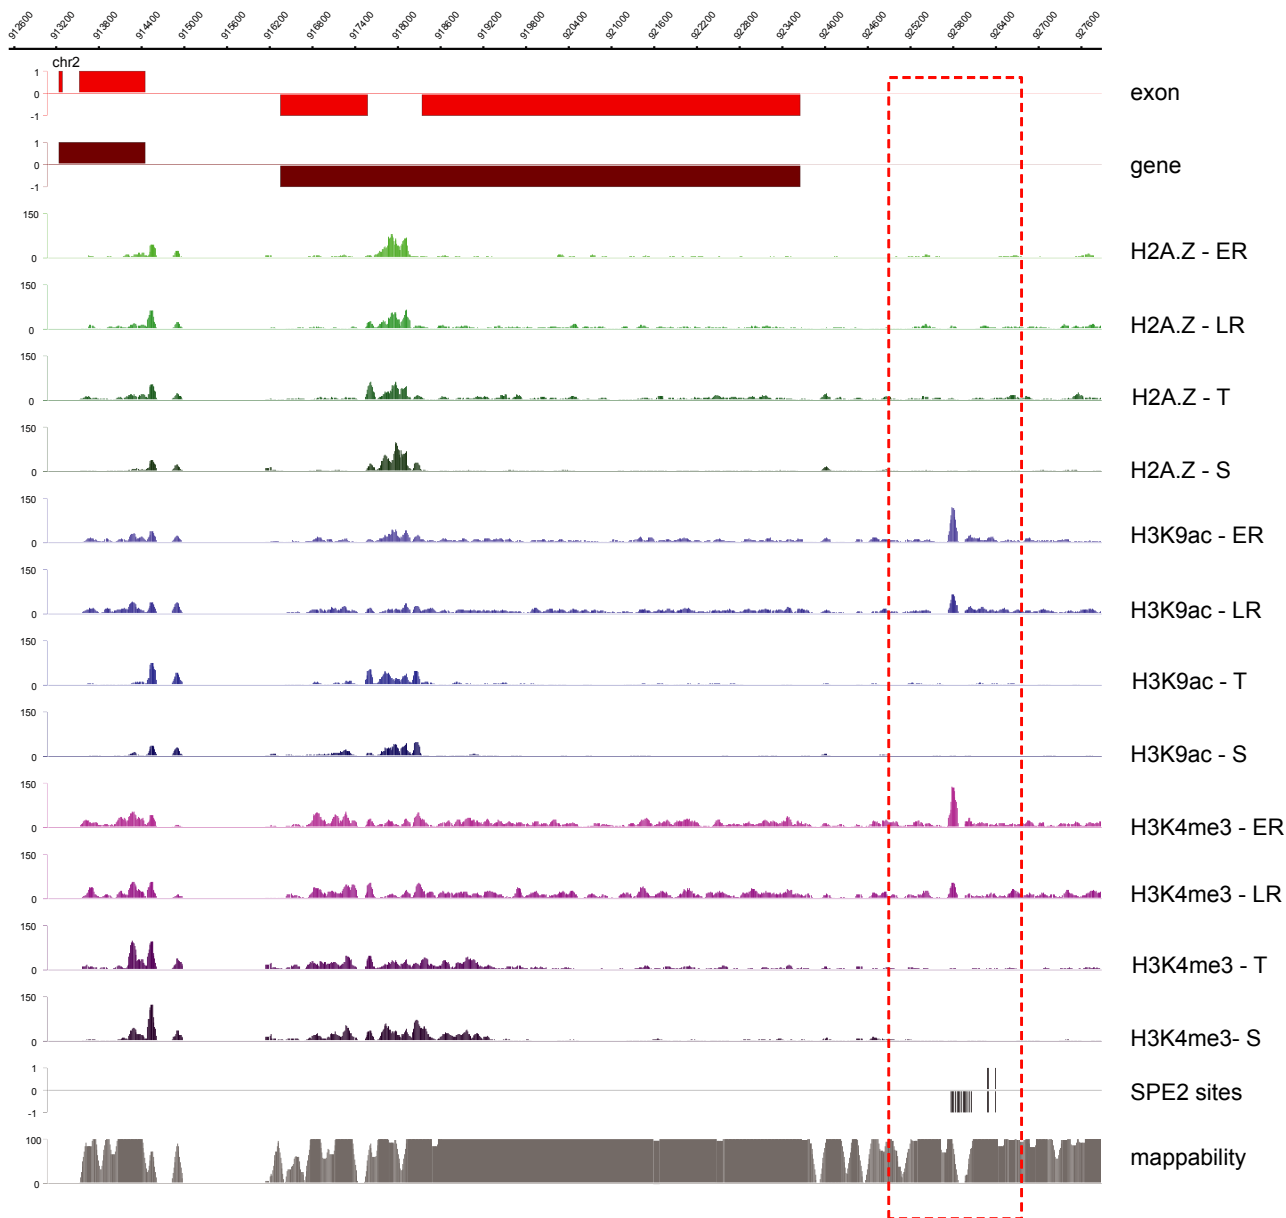 912600 913200 913800 914400 915000 915600 916200 916800 917400 918000 918600 919200 919800 920400 921000 921600 922200 922800 923400 924000 924600 925200 925800 926400 927000 927600
chr2
1
0
-1
exon
1
0
-1
gene
150
0
H2A.Z - ER
150
0
H2A.Z - LR
150
0
H2A.Z - T
150
0
H2A.Z - S
150
0
H3K9ac - ER
150
0
H3K9ac - LR
150
0
H3K9ac - T
150
0
H3K9ac - S
150
0
H3K4me3 - ER
150
0
H3K4me3 - LR
150
0
H3K4me3 - T
150
0
H3K4me3- S
1
0
-1
SPE2 sites
100
0
mappability